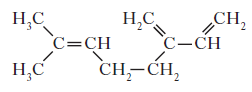 H₃C H₂C CH₂
C=CH C-CH
H₃C CH₂-CH₂